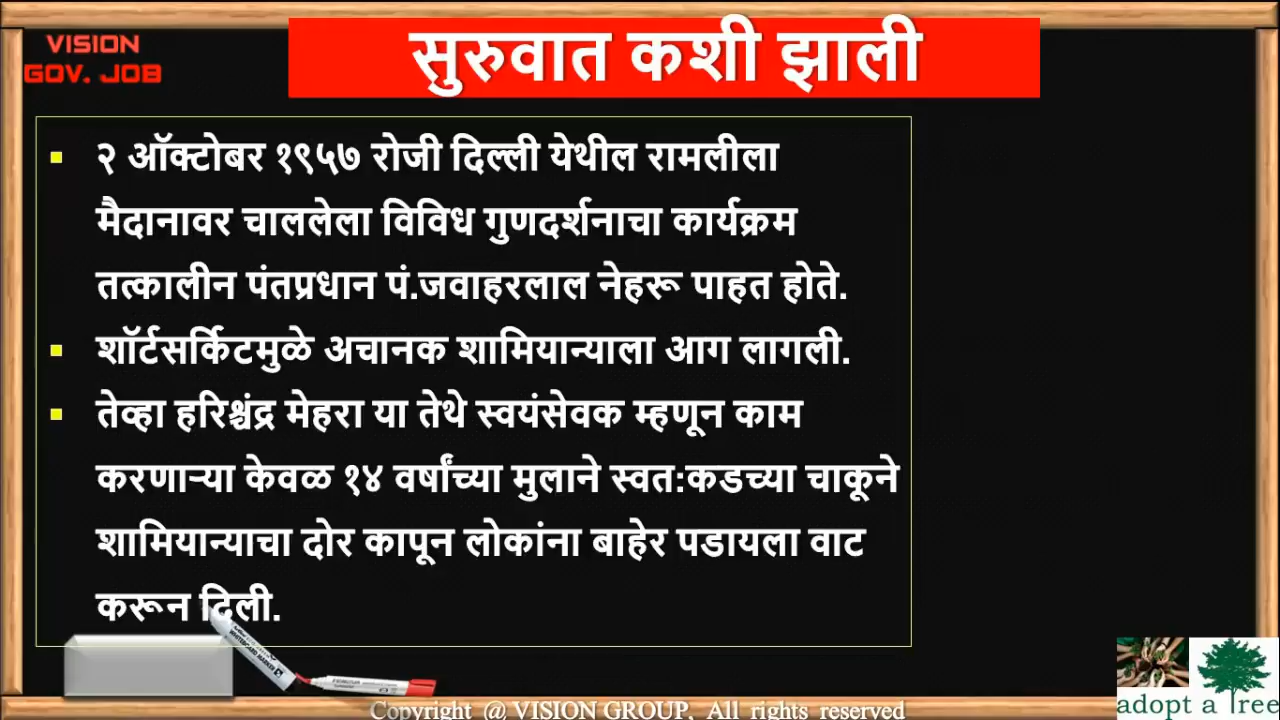 VISION
GOV. JOB
सुरुवात कशी झाली
२ ऑक्टोबर १९५७ रोजी दिल्ली येथील रामलीला
मैदानावर चाललेला विविध गुणदर्शनाचा कार्यक्रम
तत्कालीन पंतप्रधान पं.जवाहरलाल नेहरू पाहत होते.
शॉर्टसर्किटमुळे अचानक शामियान्याला आग लागली.
तेव्हा हरिश्चंद्र मेहरा या तेथे स्वयंसेवक म्हणून काम
करणाऱ्या केवळ १४ वर्षांच्या मुलाने स्वत:कडच्या चाकूने
शामियान्याचा दोर कापून लोकांना बाहेर पडायला वाट
करून दिली.
adopt a Tree
Copyright @ VISION GROUP, All rights reserved